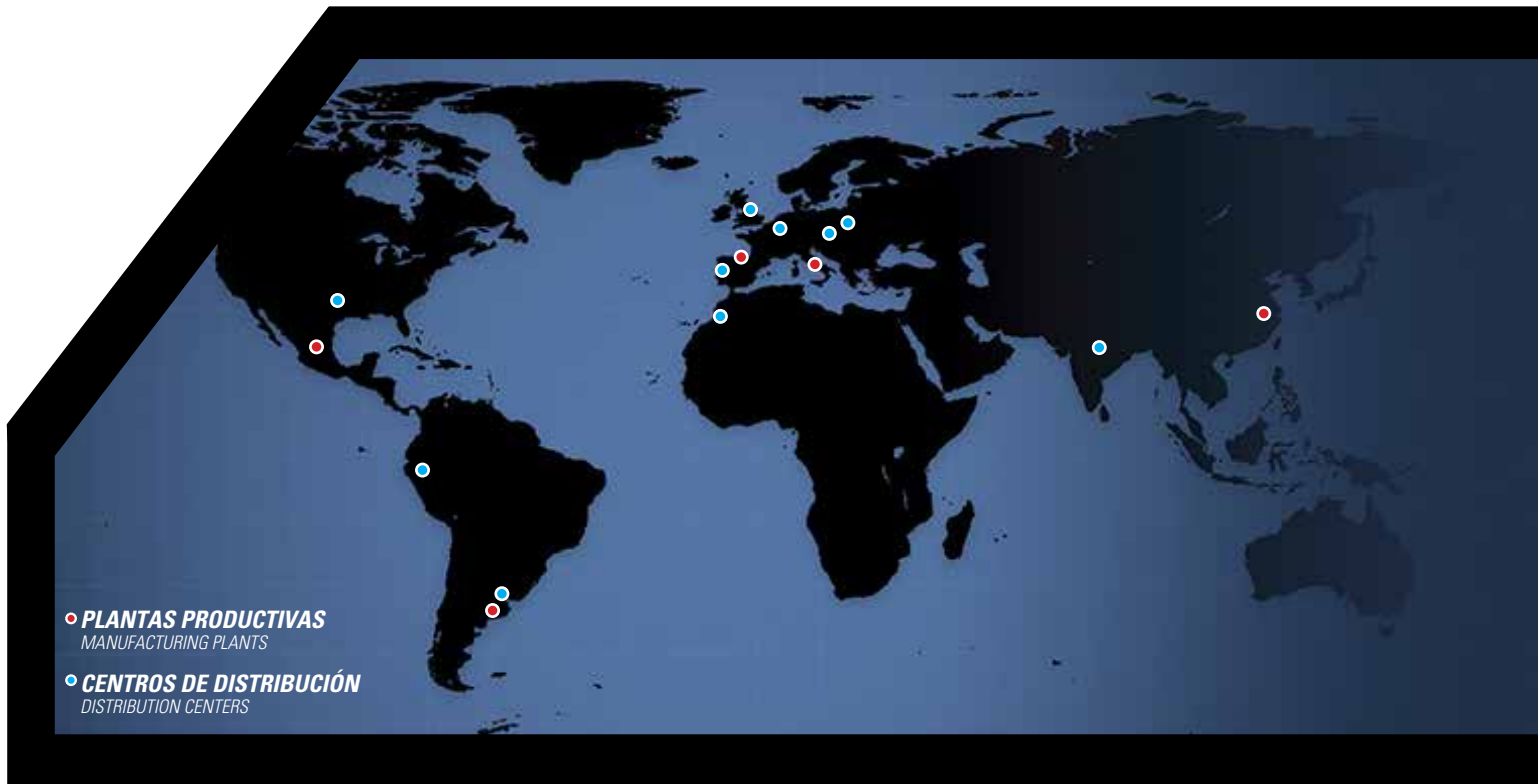 PLANTAS PRODUCTIVAS
MANUFACTURING PLANTS
CENTROS DE DISTRIBUCIÓN
DISTRIBUTION CENTERS